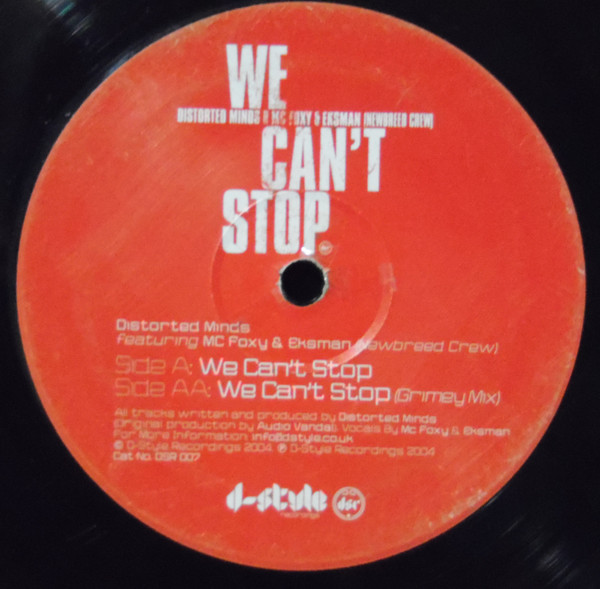 WE
DISTORTED MINDS & MC FOXY & EKSMAN (NEWBREED CREW)
CAN'T
STOP
Distorted Minds
featuring MC Foxy & Eksman Newbreed Crew)
Side A: We Can't Stop
Side AA: We Can't Stop (Grimey Mix)
All tracks written and produced by Distorted Minds
(Original production by Audio Vandal). Vocals By Mc Foxy & Eksman
For More Information: info@dstyle.co.uk
© D-Style Recordings 2004. ℗ D-Style Recordings 2004
Cat No. DSR 007
d-style
recordings
dsr